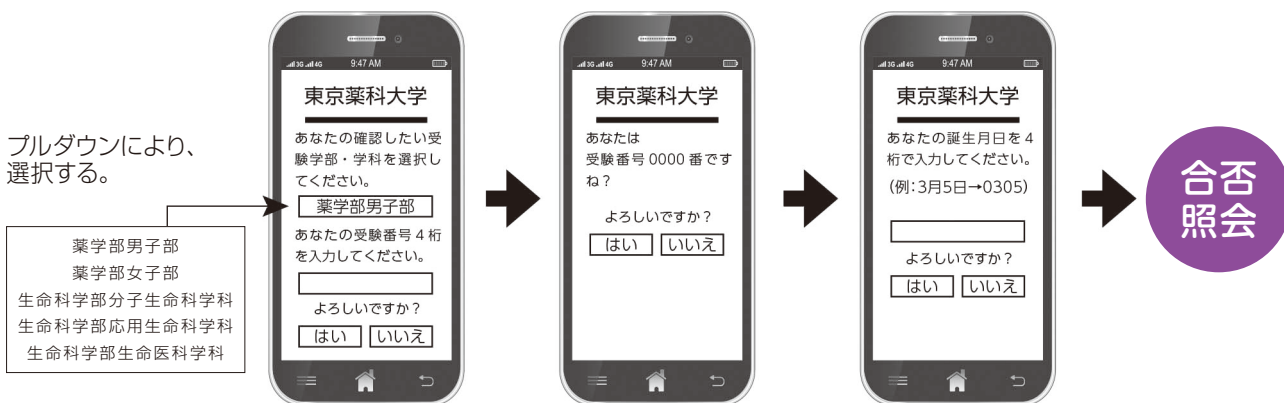 プルダウンにより、
選択する。
薬学部男子部
薬学部女子部
生命科学部分子生命科学科
生命科学部応用生命科学科
生命科学部生命医科学科
3G 4G 9:47 AM
東京薬科大学
あなたの確認したい受
験学部・学科を選択し
てください。
薬学部男子部
あなたの受験番号4桁
を入力してください。
よろしいですか？
はい いいえ
3G 4G 9:47 AM
東京薬科大学
あなたは
受験番号0000番です
ね？
よろしいですか？
はい いいえ
3G 4G 9:47 AM
東京薬科大学
あなたの誕生月日を4
桁で入力してください。
(例：3月5日→0305)
よろしいですか？
はい いいえ
合否
照会